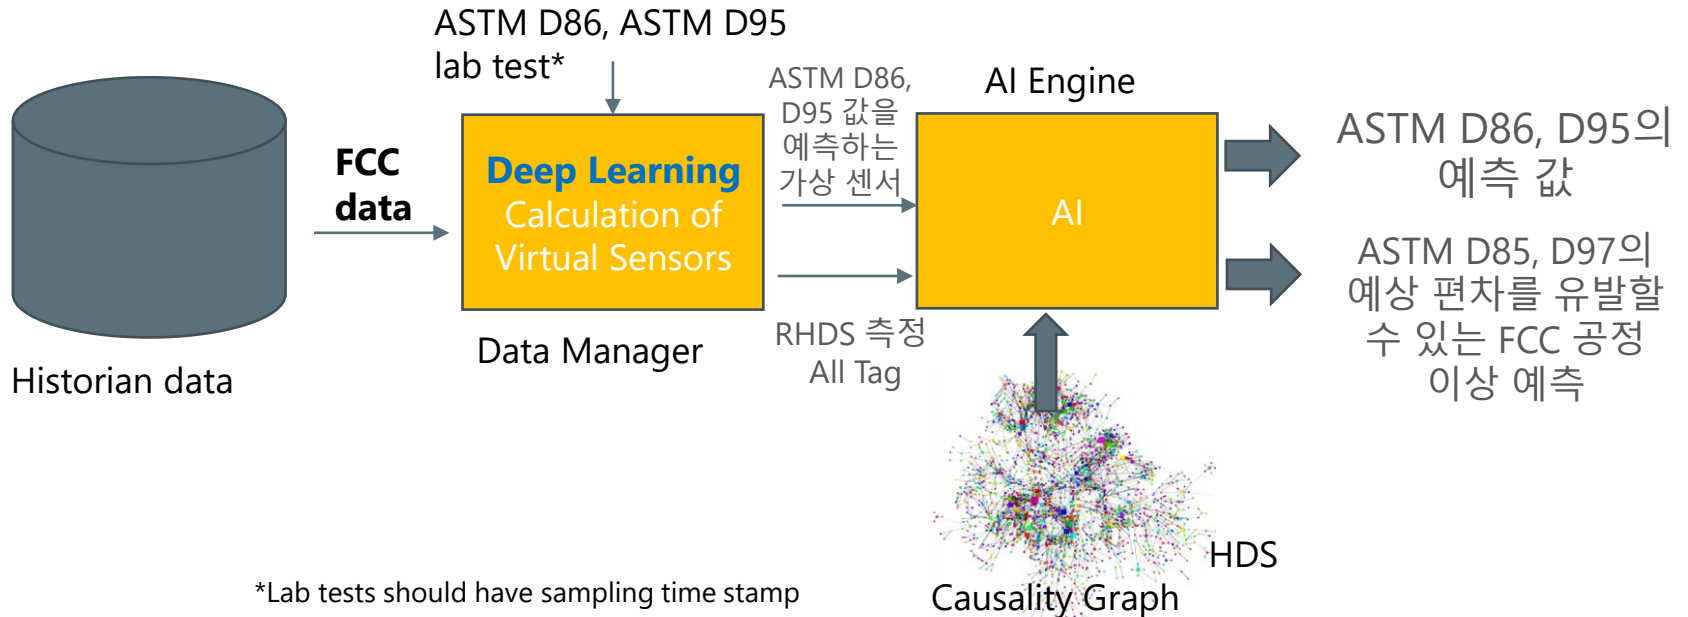 ASTM D86, ASTM D95
lab test*
FCC
data
Historian data
Deep Learning
Calculation of
Virtual Sensors
Data Manager
ASTM D86,
D95 값을
예측하는
가상 센서
RHDS 측정
All Tag
AI Engine
AI
ASTM D86, D95의
예측 값
ASTM D85, D97의
예상 편차를 유발할
수 있는 FCC 공정
이상 예측
HDS
Causality Graph
*Lab tests should have sampling time stamp